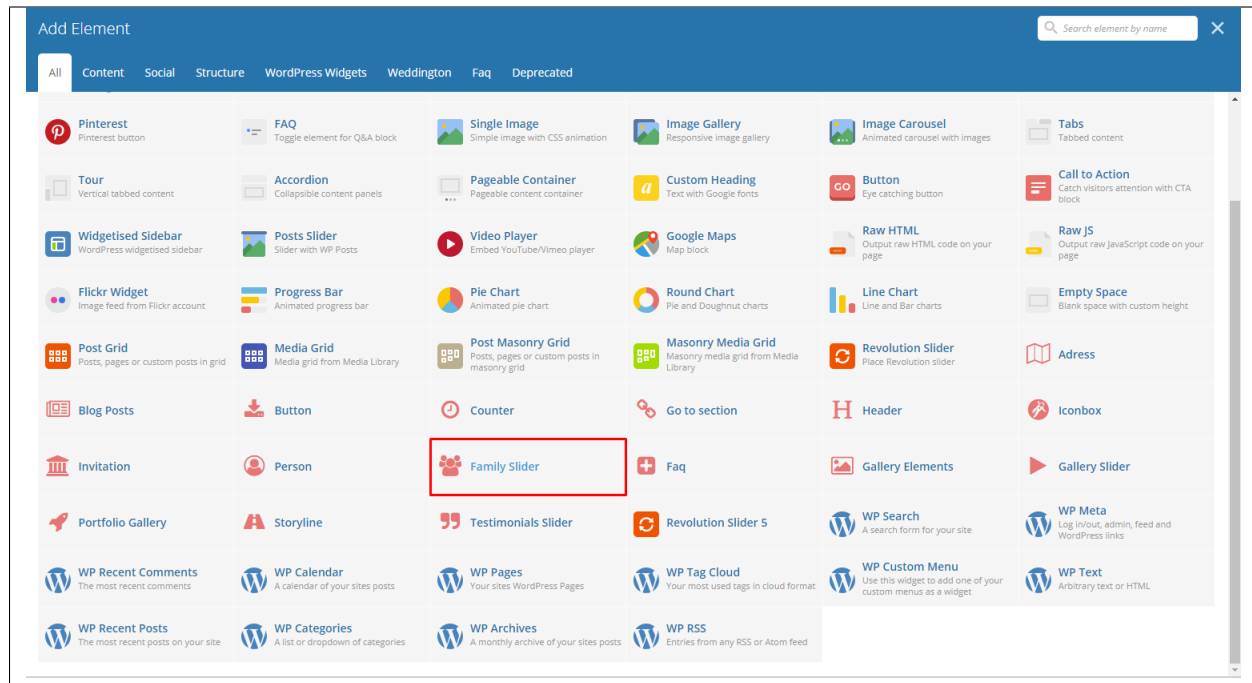 Add Element
Search element by name
All Content Social Structure WordPress Widgets Weddington Faq Deprecated
Pinterest
Pinterest button
FAQ
Toggle element for Q&A block
Single Image
Simple image with CSS animation
Image Gallery
Responsive image gallery
Image Carousel
Animated carousel with images
Tabs
Tabbed content
Tour
Vertical tabbed content
Accordion
Collapsible content panels
Pageable Container
Pageable content container
Custom Heading
Text with Google fonts
GO
Button
Eye catching button
Call to Action
Catch visitors attention with CTA
block
Widgetised Sidebar
WordPress widgetised sidebar
Posts Slider
Slider with WP Posts
Video Player
Embed YouTube/Vimeo player
Google Maps
Map block
Raw HTML
Output raw HTML code on your
page
Raw JS
Output raw JavaScript code on your
page
Flickr Widget
Image feed from Flickr account
Progress Bar
Animated progress bar
Pie Chart
Animated pie chart
Round Chart
Pie and Doughnut charts
Line Chart
Line and Bar charts
Empty Space
Blank space with custom height
Post Grid
Posts, pages or custom posts in grid
Media Grid
Media grid from Media Library
Post Masonry Grid
Posts, pages or custom posts in
masonry grid
Masonry Media Grid
Masonry media grid from Media
Library
Revolution Slider
Place Revolution slider
Adress
Blog Posts
Button
Counter
Go to section
H
Header
Iconbox
Invitation
Person
Family Slider
Faq
Gallery Elements
Gallery Slider
Portfolio Gallery
Storyline
Testimonials Slider
Revolution Slider 5
WP Search
A search form for your site
WP Meta
Log in/out, admin, feed and
WordPress links
WP Recent Comments
The most recent comments
WP Calendar
A calendar of your sites posts
WP Pages
Your sites WordPress Pages
WP Tag Cloud
Your most used tags in cloud format
WP Custom Menu
Use this widget to add one of your
custom menus as a widget
WP Text
Arbitrary text or HTML
WP Recent Posts
The most recent posts on your site
WP Categories
A list or dropdown of categories
WP Archives
A monthly archive of your sites posts
WP RSS
Entries from any RSS or Atom feed